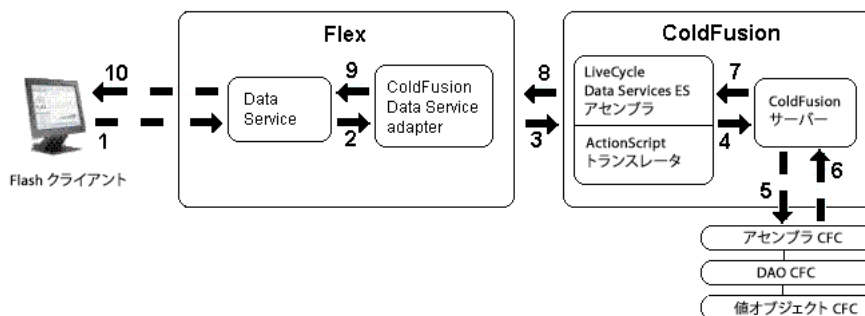 Flex
ColdFusion
10
9
8
7
LiveCycle
Data Services ES
アセンブラ
ColdFusion
Data Service
adapter
Data
Service
ColdFusion
サーバー
1
2
3
4
ActionScript
トランスレータ
Flash クライアント
5
6
アセンブラ CFC
DAO CFC
値オブジェクト CFC